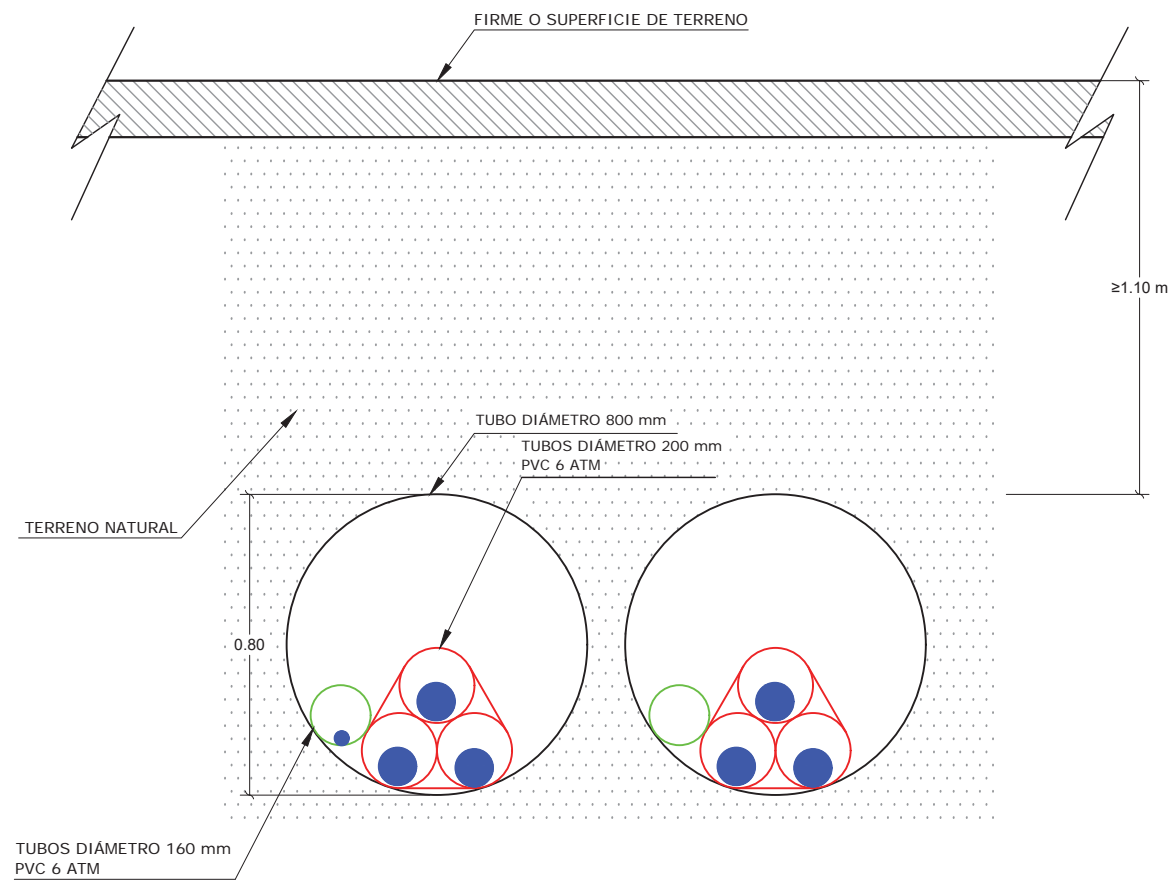 FIRME O SUPERFICIE DE TERRENO
≥1.10 m
TUBO DIÁMETRO 800 mm
TUBOS DIÁMETRO 200 mm
PVC 6 ATM
TERRENO NATURAL
0.80
TUBOS DIÁMETRO 160 mm
PVC 6 ATM